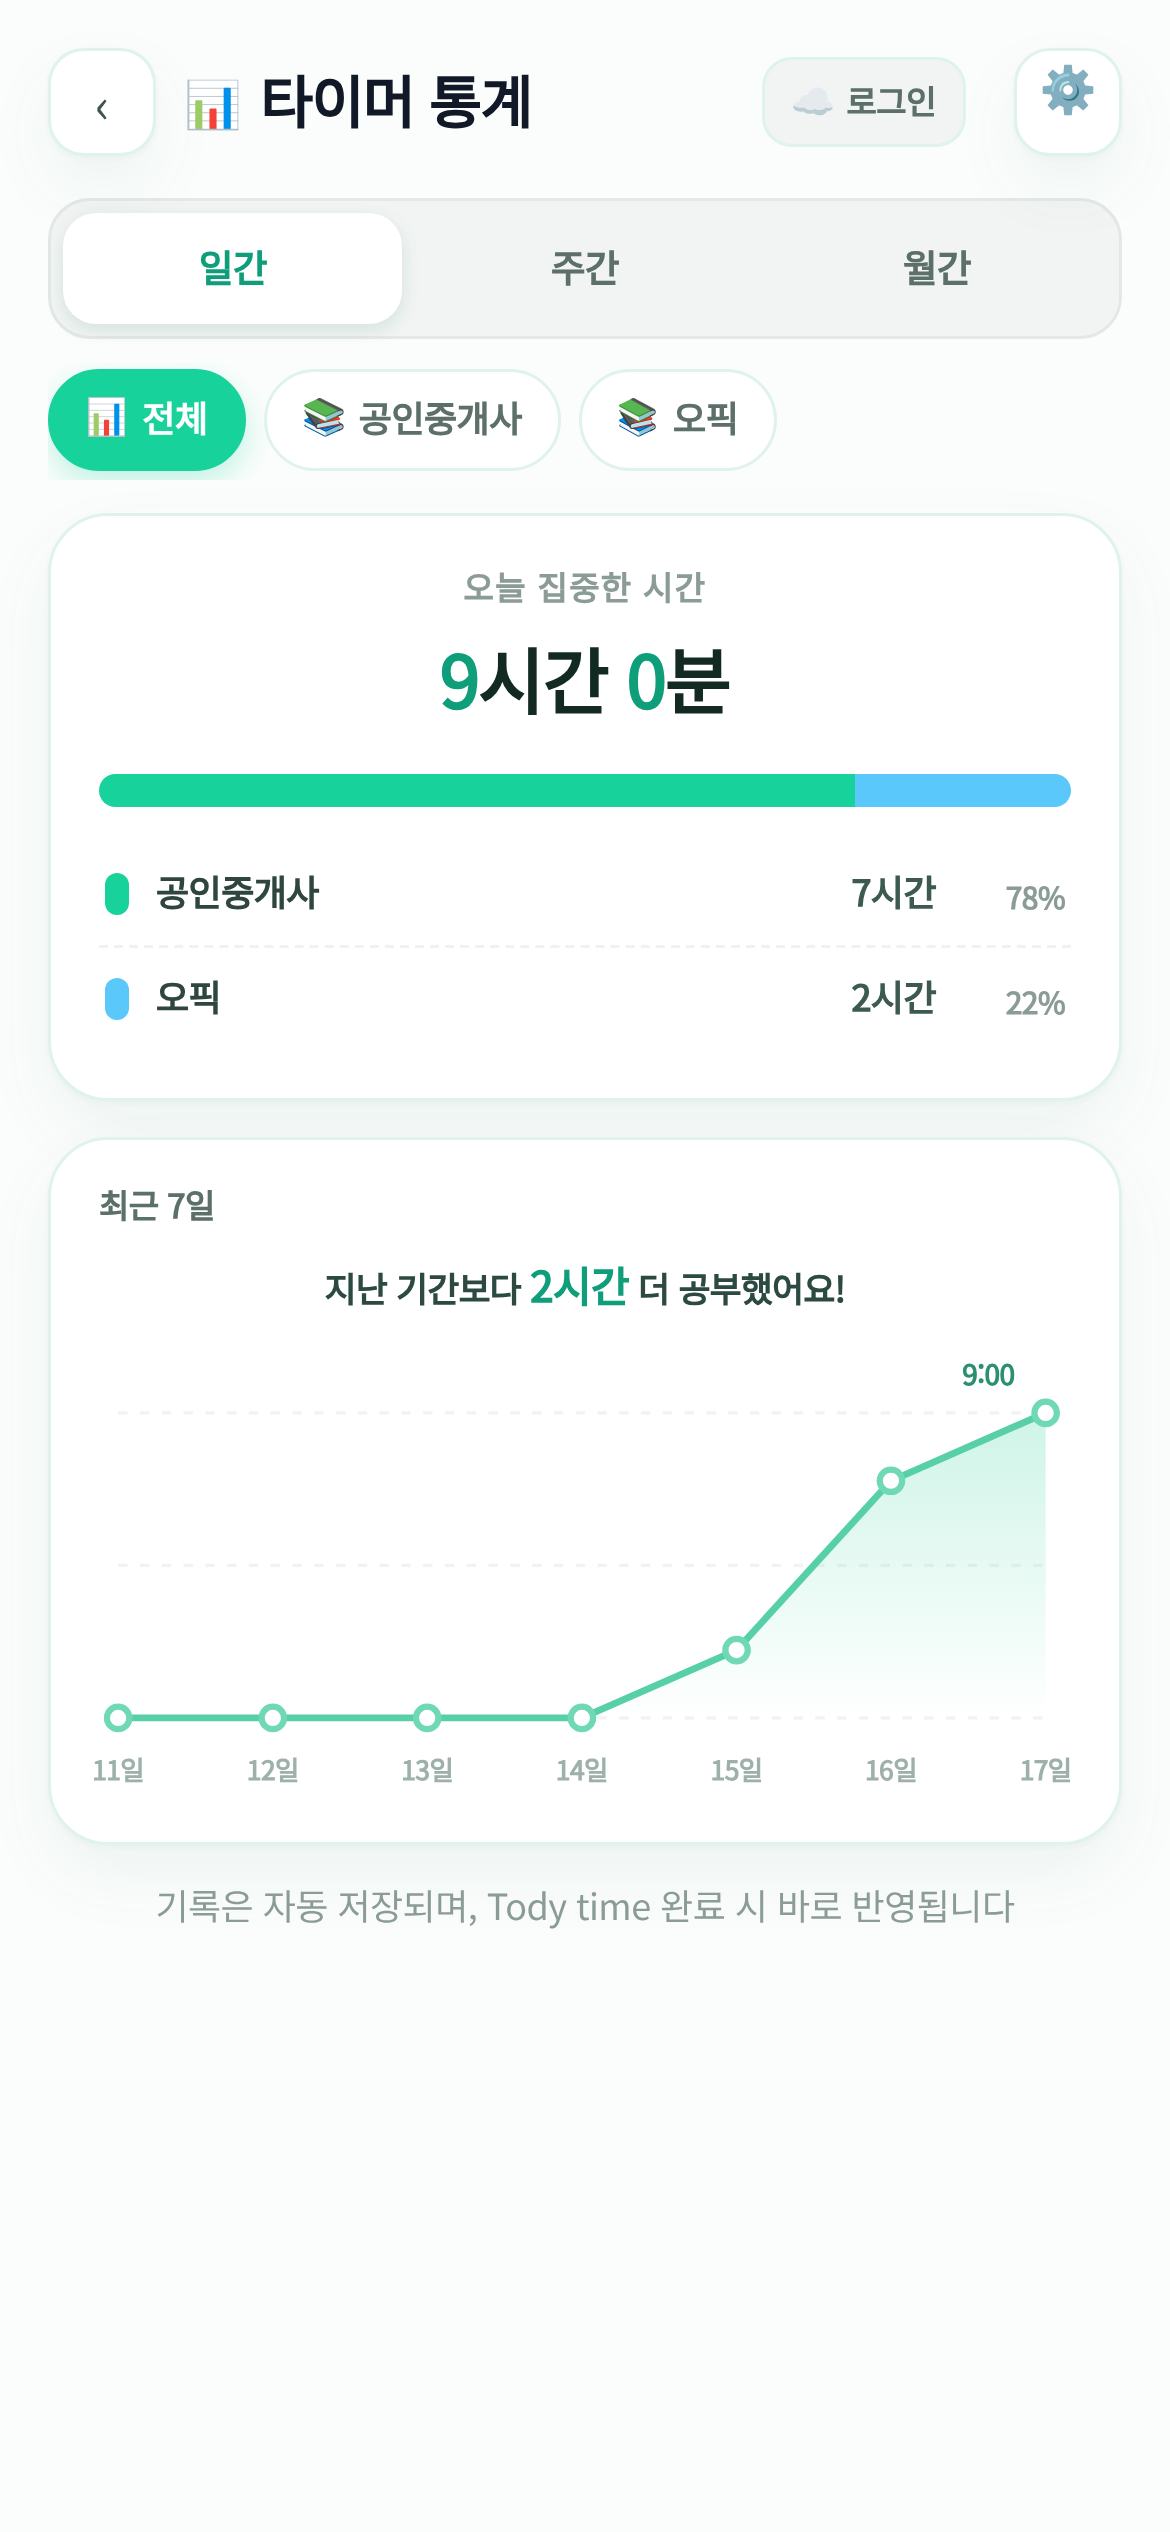 ‹ 📊 타이머 통계 ☁️ 로그인 ⚙️
일간 주간 월간
📊 전체 📚 공인중개사 📚 오픽
오늘 집중한 시간
9시간 0분
공인중개사 7시간 78%
오픽 2시간 22%
최근 7일
지난 기간보다 2시간 더 공부했어요!
9:00
11일 12일 13일 14일 15일 16일 17일
기록은 자동 저장되며, Tody time 완료 시 바로 반영됩니다